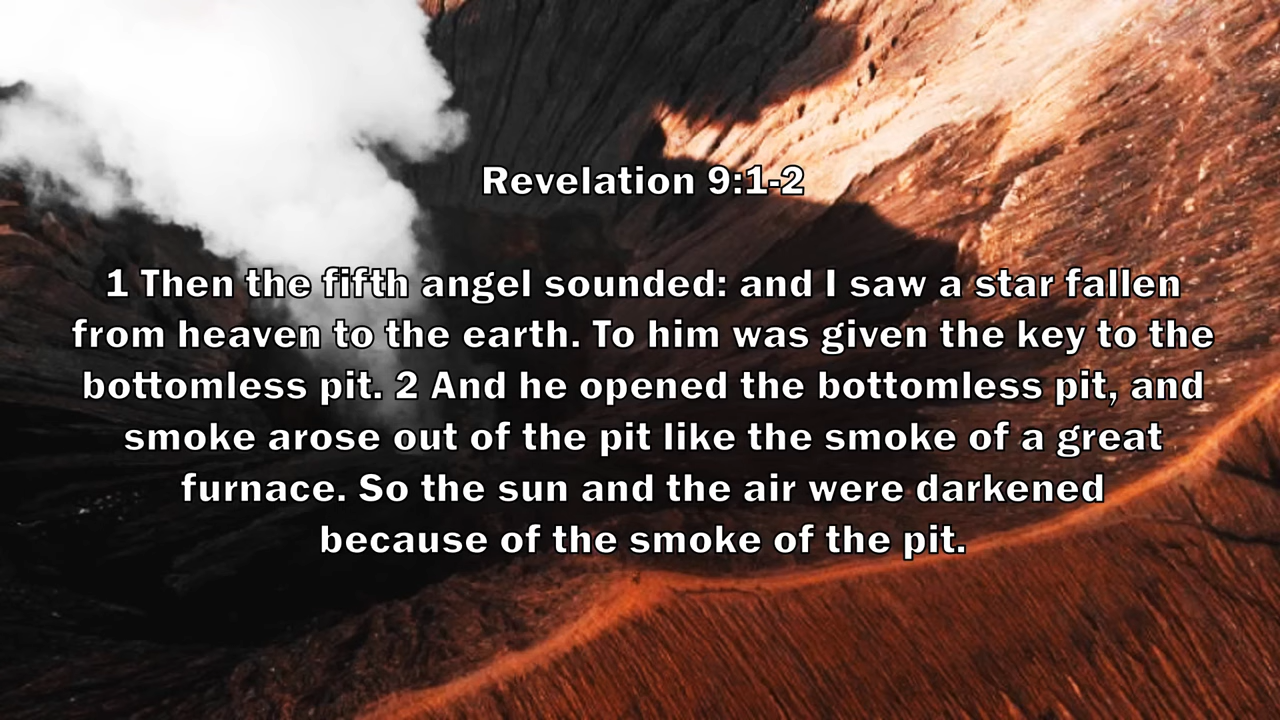 Revelation 9:1-2
1 Then the fifth angel sounded: and I saw a star fallen
from heaven to the earth. To him was given the key to the
bottomless pit. 2 And he opened the bottomless pit, and
smoke arose out of the pit like the smoke of a great
furnace. So the sun and the air were darkened
because of the smoke of the pit.